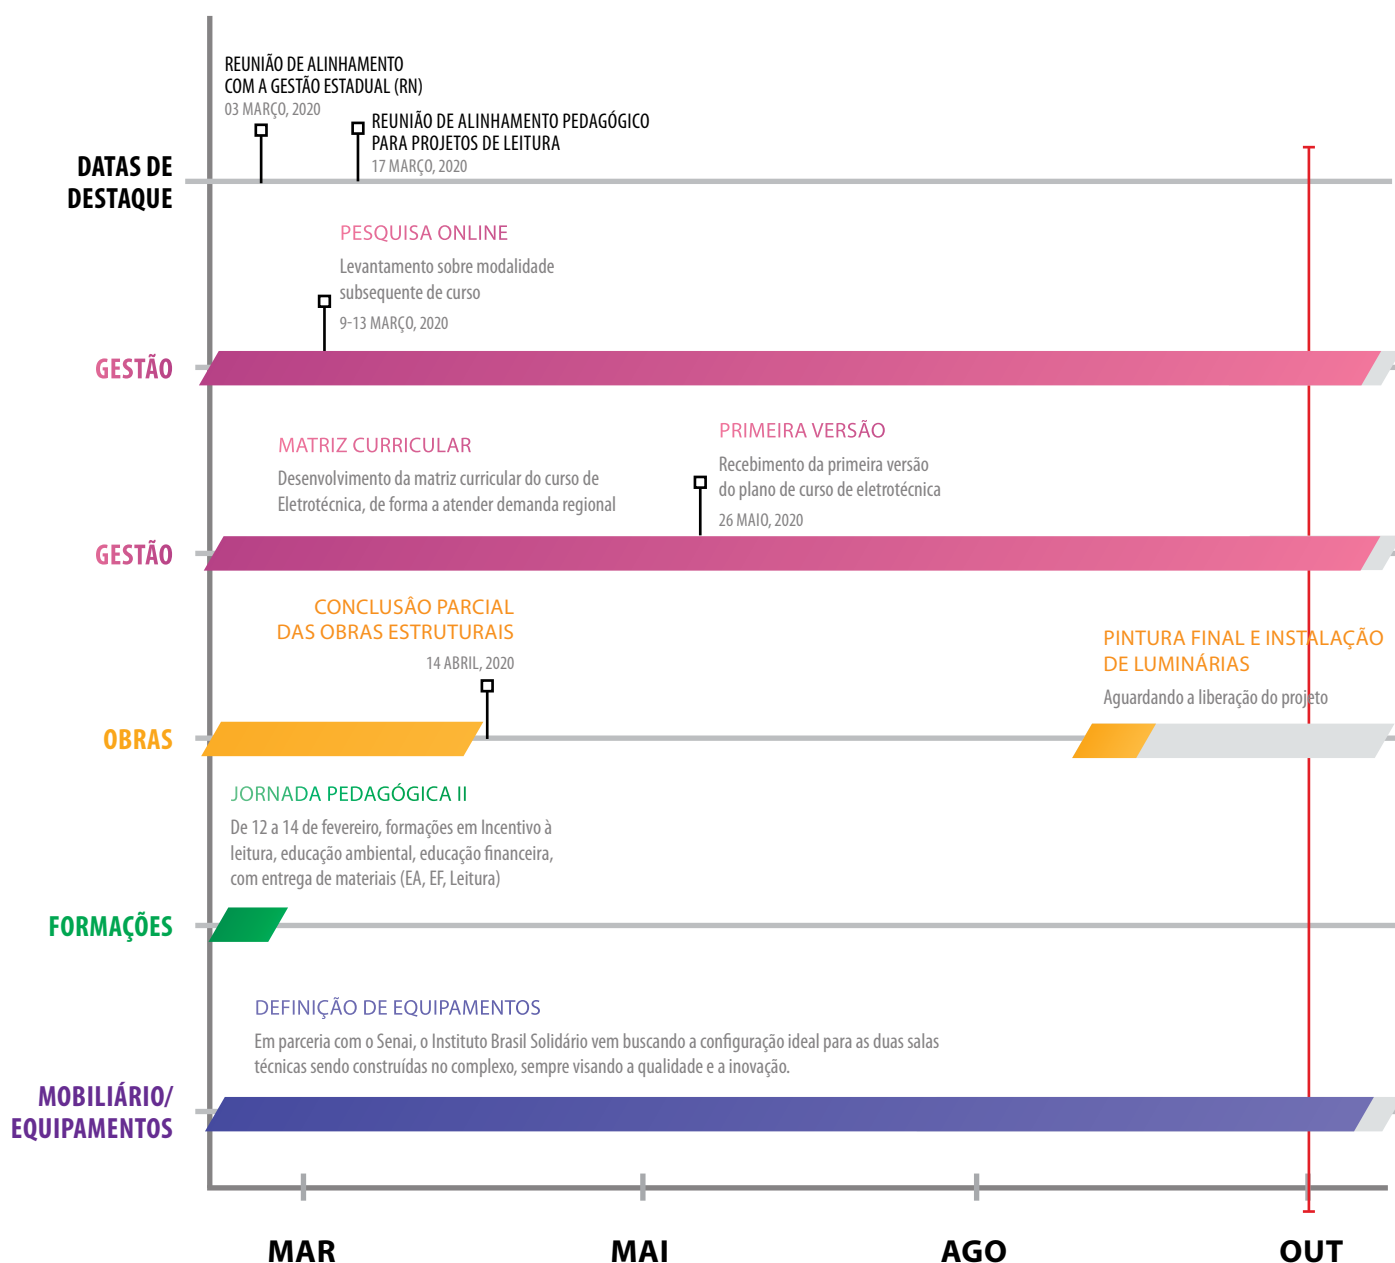 REUNIÃO DE ALINHAMENTO
COM A GESTÃO ESTADUAL (RN)
03 MARÇO, 2020
REUNIÃO DE ALINHAMENTO PEDAGÓGICO
PARA PROJETOS DE LEITURA
17 MARÇO, 2020
DATAS DE
DESTAQUE
PESQUISA ONLINE
Levantamento sobre modalidade
subsequente de curso
9-13 MARÇO, 2020
GESTÃO
MATRIZ CURRICULAR
Desenvolvimento da matriz curricular do curso de
Eletrotécnica, de forma a atender demanda regional
PRIMEIRA VERSÃO
Recebimento da primeira versão
do plano de curso de eletrotécnica
26 MAIO, 2020
GESTÃO
CONCLUSÂO PARCIAL
DAS OBRAS ESTRUTURAIS
14 ABRIL, 2020
PINTURA FINAL E INSTALAÇÃO
DE LUMINÁRIAS
Aguardando a liberação do projeto
OBRAS
JORNADA PEDAGÓGICA II
De 12 a 14 de fevereiro, formações em Incentivo à
leitura, educação ambiental, educação financeira,
com entrega de materiais (EA, EF, Leitura)
FORMAÇÕES
DEFINIÇÃO DE EQUIPAMENTOS
Em parceria com o Senai, o Instituto Brasil Solidário vem buscando a configuração ideal para as duas salas
técnicas sendo construídas no complexo, sempre visando a qualidade e a inovação.
MOBILIÁRIO/
EQUIPAMENTOS
MAR
MAI
AGO
OUT